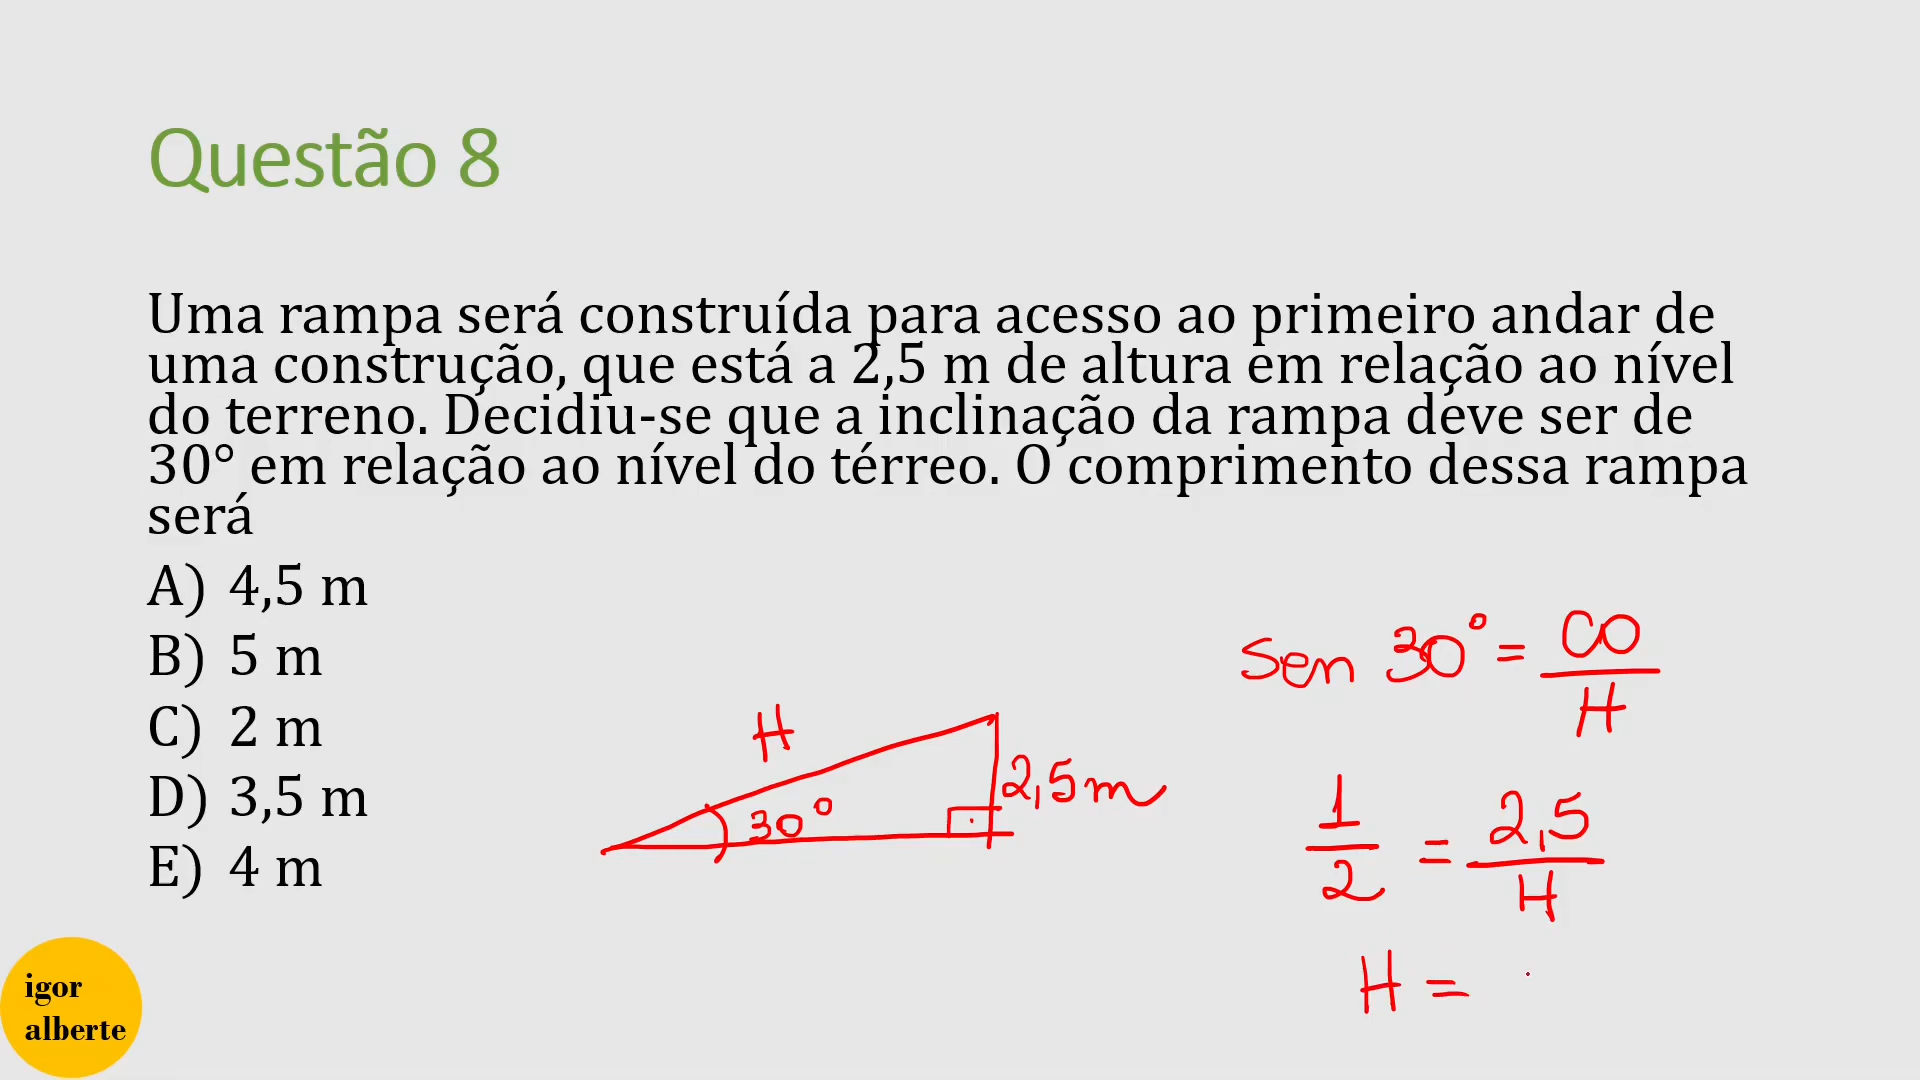 Questão 8
Uma rampa será construída para acesso ao primeiro andar de
uma construção, que está a 2,5 m de altura em relação ao nível
do terreno. Decidiu-se que a inclinação da rampa deve ser de
30° em relação ao nível do térreo. O comprimento dessa rampa
será
A) 4,5 m
B) 5 m
C) 2 m
D) 3,5 m
E) 4 m
H
30°
2,5 m
Sen 30° = CO / H
1 / 2 = 2,5 / H
H =
igor
alberte